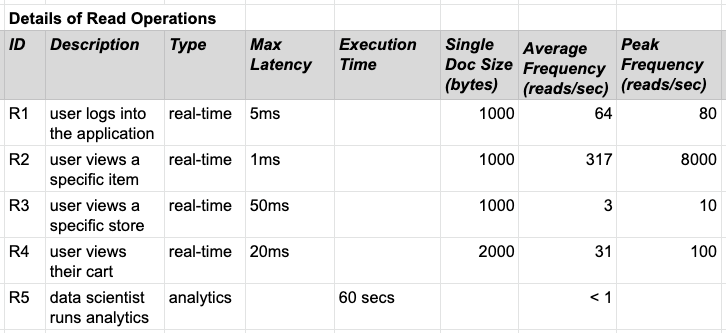 Details of Read Operations
ID Description Type Max Latency Execution Time Single Doc Size (bytes) Average Frequency (reads/sec) Peak Frequency (reads/sec)
R1 user logs into the application real-time 5ms 1000 64 80
R2 user views a specific item real-time 1ms 1000 317 8000
R3 user views a specific store real-time 50ms 1000 3 10
R4 user views their cart real-time 20ms 2000 31 100
R5 data scientist runs analytics analytics 60 secs < 1